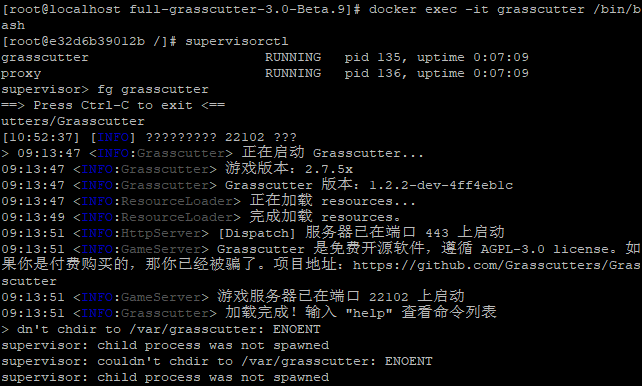 [root@localhost full-grasscutter-3.0-Beta.9]# docker exec -it grasscutter /bin/b
ash
[root@e32d6b39012b /]# supervisorctl
grasscutter RUNNING pid 135, uptime 0:07:09
proxy RUNNING pid 136, uptime 0:07:09
supervisor> fg grasscutter
==> Press Ctrl-C to exit <==
utters/Grasscutter
[10:52:37] [INFO] ????????? 22102 ???
> 09:13:47 <INFO:Grasscutter> 正在启动 Grasscutter...
09:13:47 <INFO:Grasscutter> 游戏版本: 2.7.5x
09:13:47 <INFO:Grasscutter> Grasscutter 版本: 1.2.2-dev-4ff4eb1c
09:13:47 <INFO:ResourceLoader> 正在加载 resources...
09:13:49 <INFO:ResourceLoader> 完成加载 resources。
09:13:51 <INFO:HttpServer> [Dispatch] 服务器已在端口 443 上启动
09:13:51 <INFO:GameServer> Grasscutter 是免费开源软件，遵循 AGPL-3.0 license。如
果你是付费购买的，那你已经被骗了。项目地址: https://github.com/Grasscutters/Gras
scutter
09:13:51 <INFO:GameServer> 游戏服务器已在端口 22102 上启动
09:13:51 <INFO:Grasscutter> 加载完成！输入 "help" 查看命令列表
> dn't chdir to /var/grasscutter: ENOENT
supervisor: child process was not spawned
supervisor: couldn't chdir to /var/grasscutter: ENOENT
supervisor: child process was not spawned